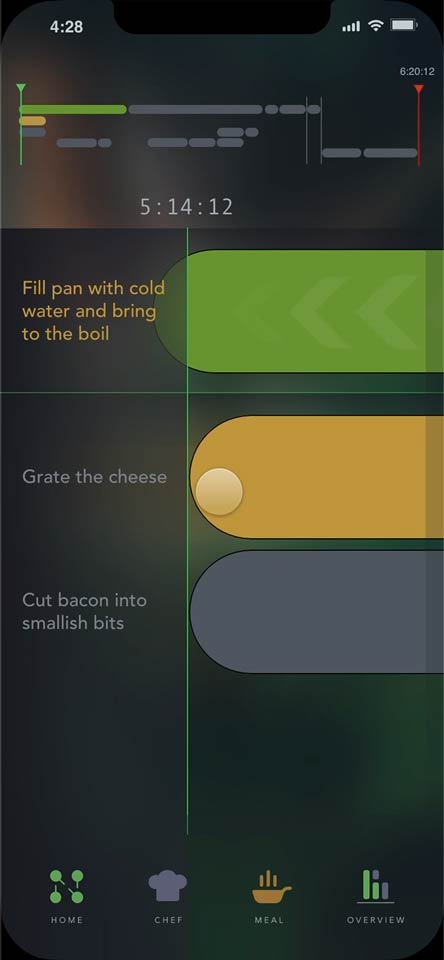 4:28
6:20:12
5:14:12
Fill pan with cold
water and bring
to the boil
Grate the cheese
Cut bacon into
smallish bits
HOME
CHEF
MEAL
OVERVIEW